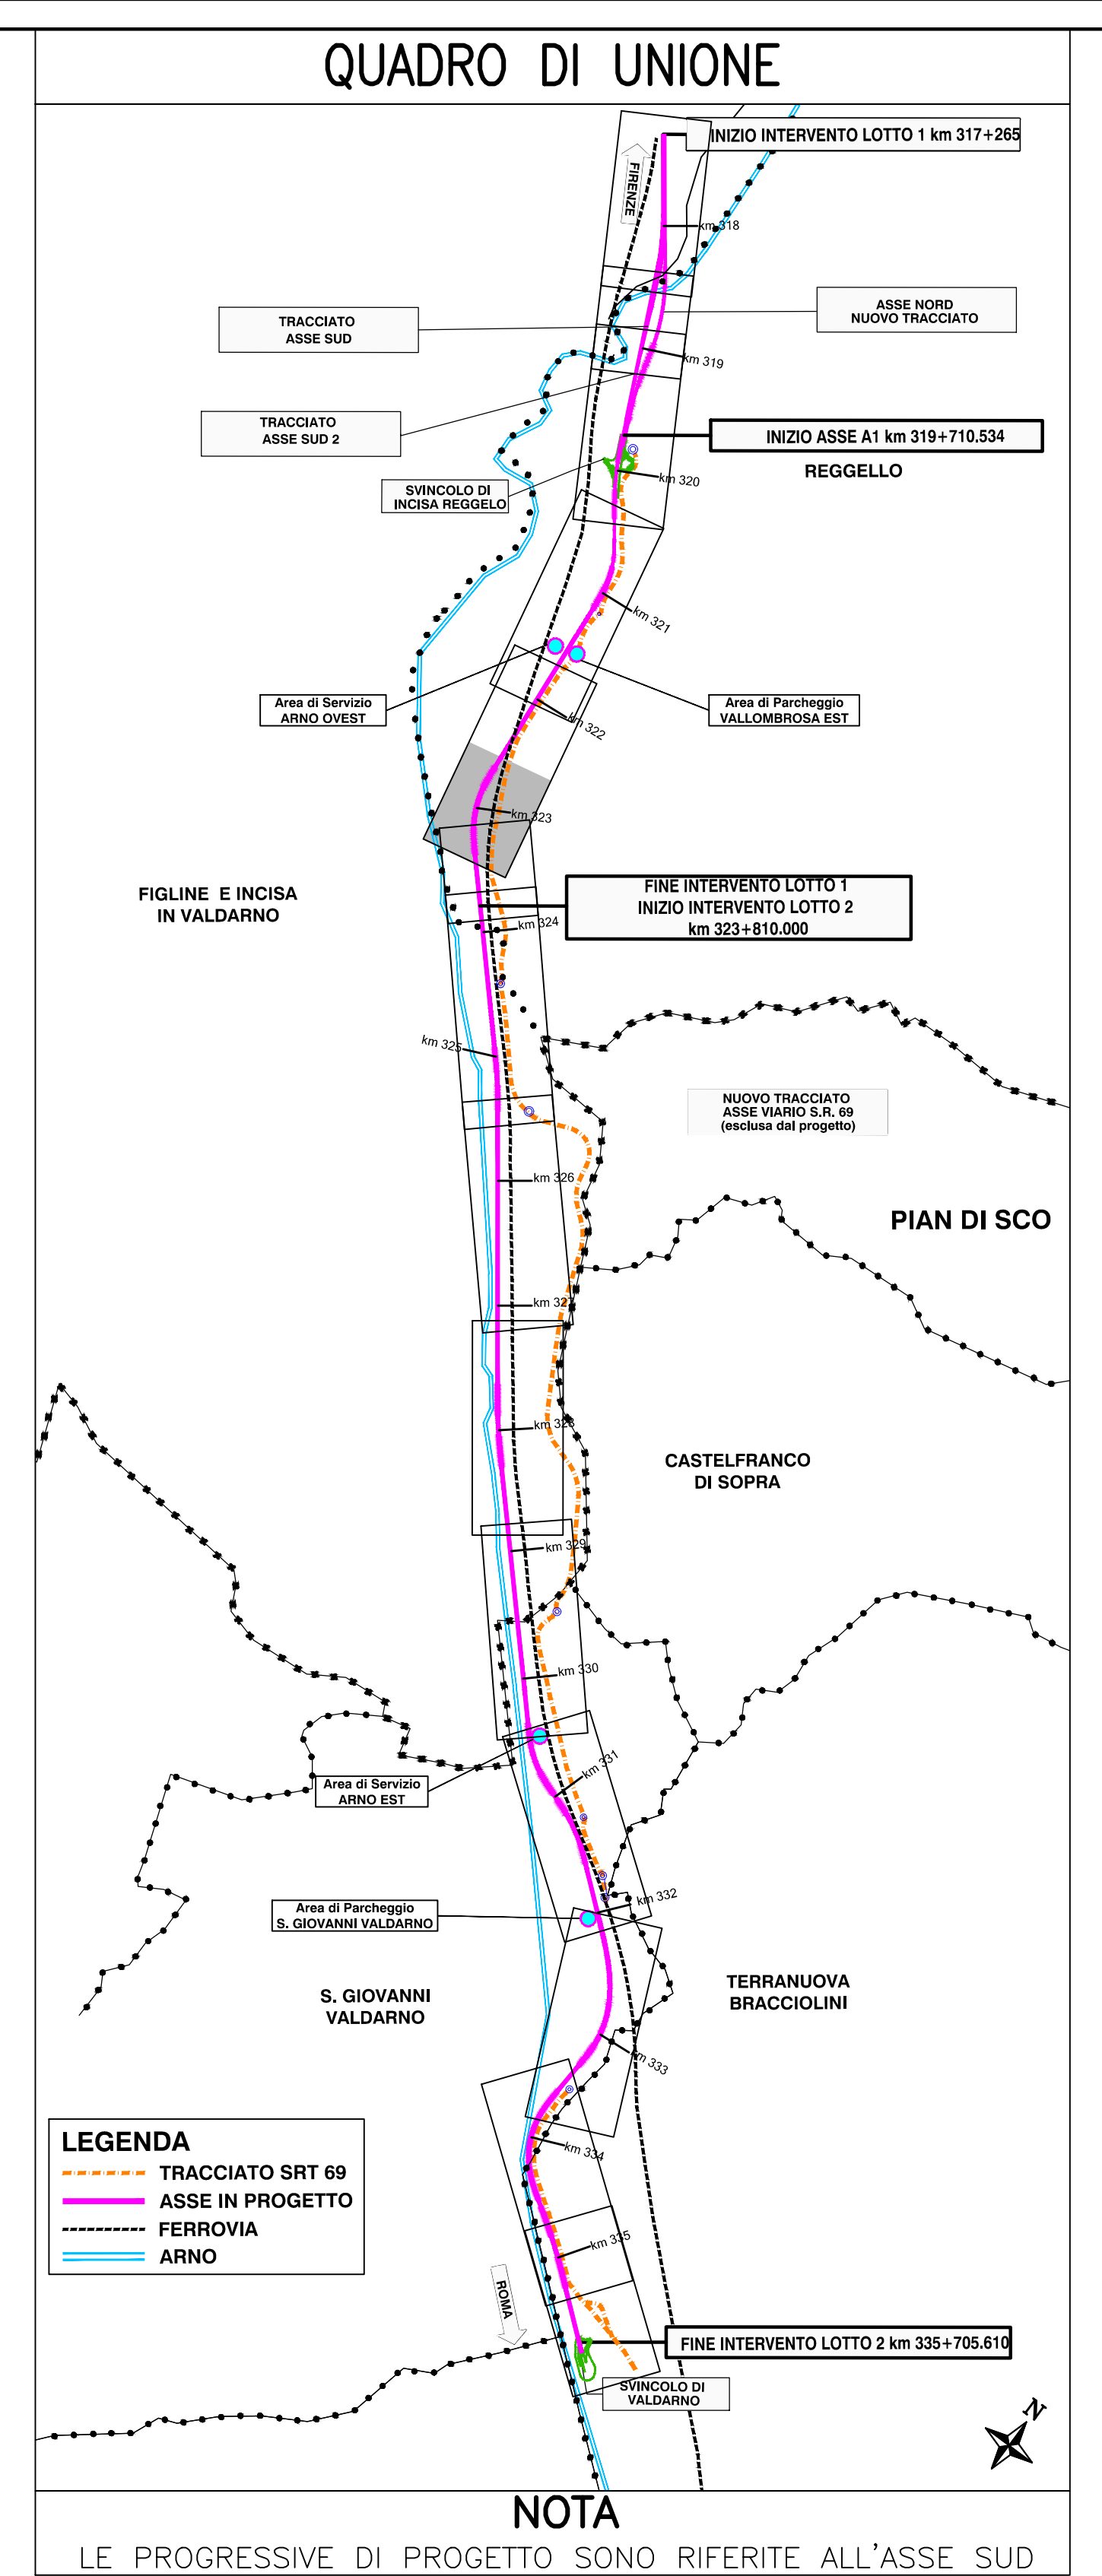 QUADRO DI UNIONE
INIZIO INTERVENTO LOTTO 1 km 317+265
FIRENZE
km 318
TRACCIATO
ASSE SUD
ASSE NORD
NUOVO TRACCIATO
km 319
TRACCIATO
ASSE SUD 2
INIZIO ASSE A1 km 319+710.534
REGGELLO
km 320
SVINCOLO DI
INCISA REGGELO
km 321
Area di Servizio
ARNO OVEST
Area di Parcheggio
VALLOMBROSA EST
km 322
km 323
FIGLINE E INCISA
IN VALDARNO
FINE INTERVENTO LOTTO 1
INIZIO INTERVENTO LOTTO 2
km 323+810.000
km 324
km 325
NUOVO TRACCIATO
ASSE VIARIO S.R. 69
(esclusa dal progetto)
km 326
PIAN DI SCO
km 327
km 328
CASTELFRANCO
DI SOPRA
km 329
km 330
km 331
Area di Servizio
ARNO EST
km 332
Area di Parcheggio
S. GIOVANNI VALDARNO
TERRANUOVA
BRACCIOLINI
S. GIOVANNI
VALDARNO
km 333
km 334
LEGENDA
TRACCIATO SRT 69
ASSE IN PROGETTO
FERROVIA
ARNO
km 335
ROMA
FINE INTERVENTO LOTTO 2 km 335+705.610
SVINCOLO DI
VALDARNO
N
NOTA
LE PROGRESSIVE DI PROGETTO SONO RIFERITE ALL'ASSE SUD